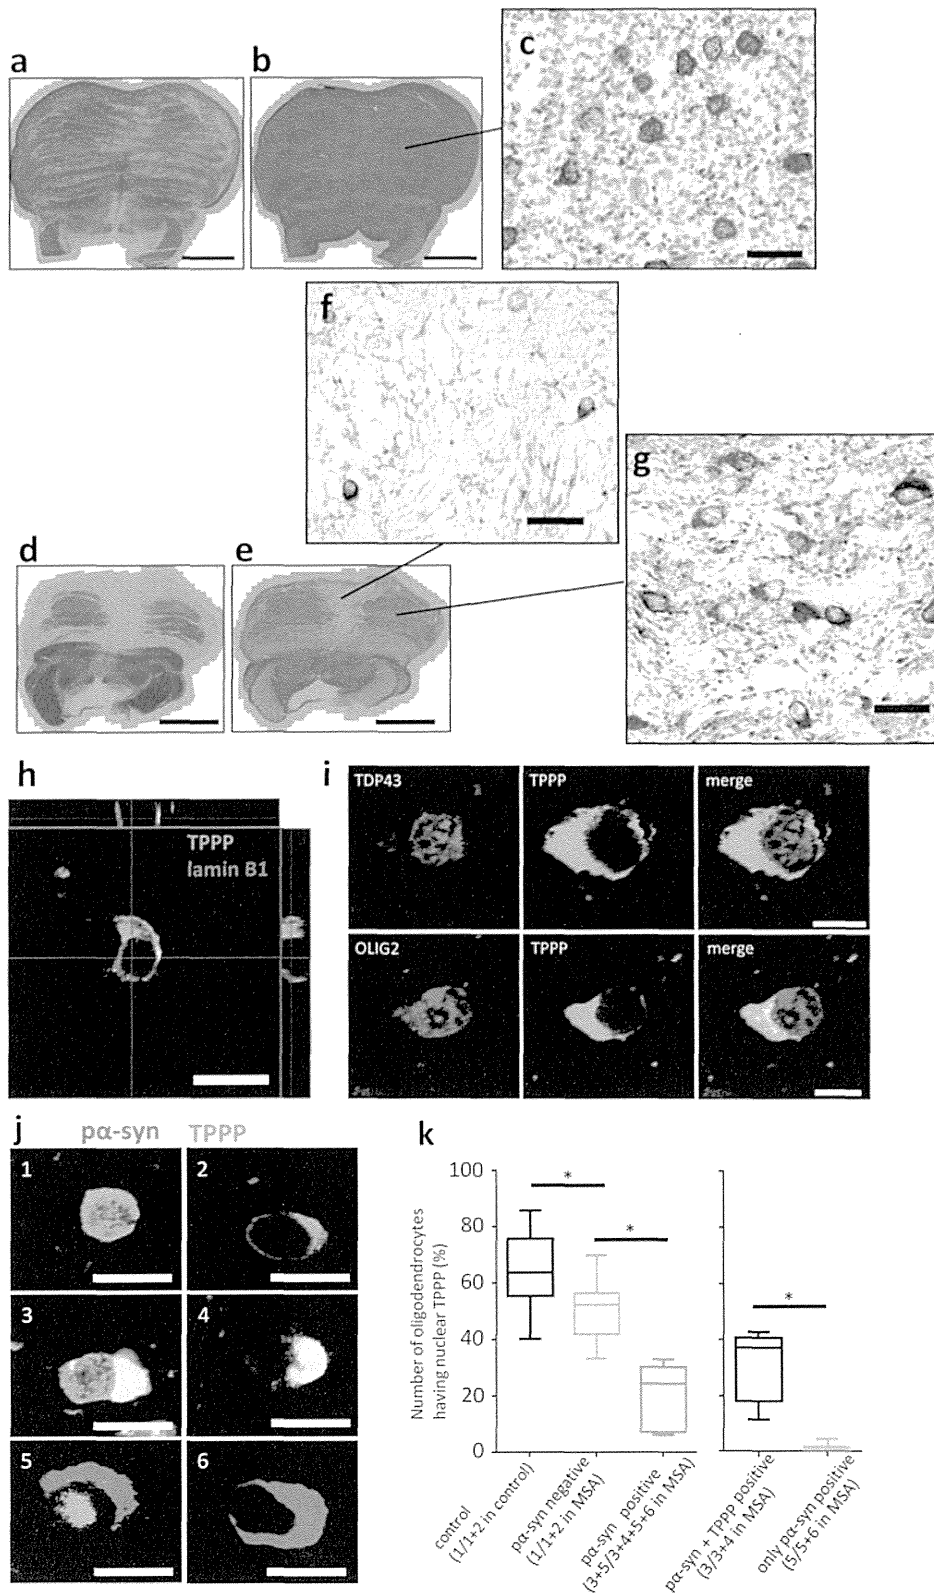 a
b
c
f
g
d
e
h
TPPP
lamin B1
i
TDP43
TPPP
merge
OLIG2
TPPP
merge
j
pα-syn TPPP
1
2
3
4
5
6
k
Number of oligodendrocytes
having nuclear TPPP (%)
100
80
60
40
20
0
*
*
*
control
(1/1+2 in control)
pα-syn negative
(1/1+2 in MSA)
pα-syn positive
(3+5/3+4+5+6 in MSA)
pα-syn + TPPP positive
(3/3+4 in MSA)
only pα-syn positive
(5/5+6 in MSA)